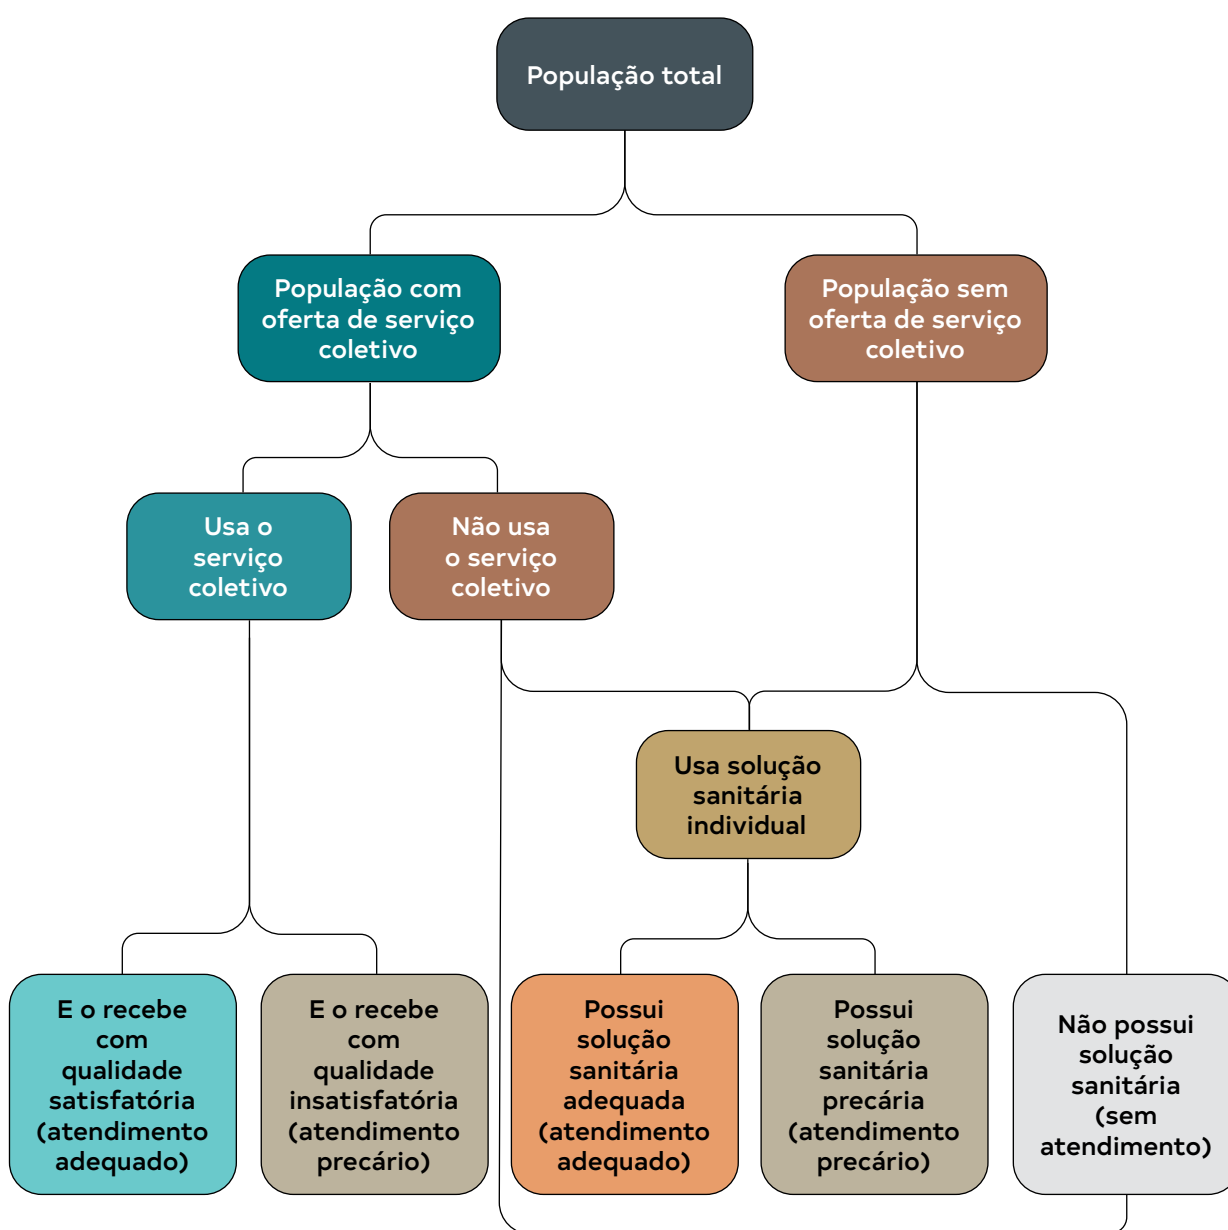 População total
População com
oferta de serviço
coletivo
População sem
oferta de serviço
coletivo
Usa o
serviço
coletivo
Não usa
o serviço
coletivo
Usa solução
sanitária
individual
E o recebe
com
qualidade
satisfatória
(atendimento
adequado)
E o recebe
com
qualidade
insatisfatória
(atendimento
precário)
Possui
solução
sanitária
adequada
(atendimento
adequado)
Possui
solução
sanitária
precária
(atendimento
precário)
Não possui
solução
sanitária
(sem
atendimento)